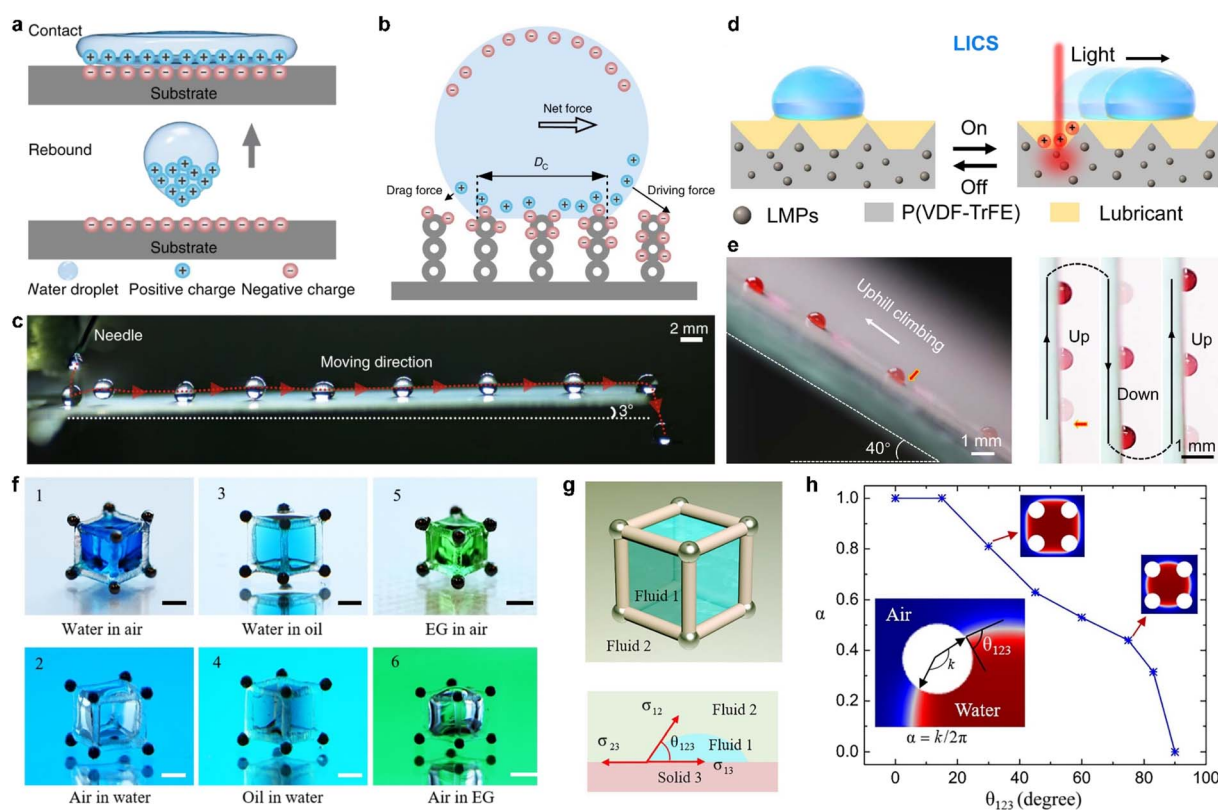 a
Contact
Substrate
Rebound
Substrate
Water droplet
Positive charge
Negative charge
b
Net force
D_C
Drag force
Driving force
c
Needle
2 mm
Moving direction
3°
d
LICS
Light
On
Off
LMPs
P(VDF-TrFE)
Lubricant
e
Uphill climbing
40°
1 mm
Up
Down
Up
1 mm
f
1
3
5
Water in air
Water in oil
EG in air
2
4
6
Air in water
Oil in water
Air in EG
g
Fluid 1
Fluid 2
σ12
Fluid 2
σ23
θ123
Fluid 1
σ13
Solid 3
h
1.0
0.8
0.6
α
0.4
0.2
0.0
Air
k
θ123
Water
α = k/2π
0 20 40 60 80 100
θ123 (degree)